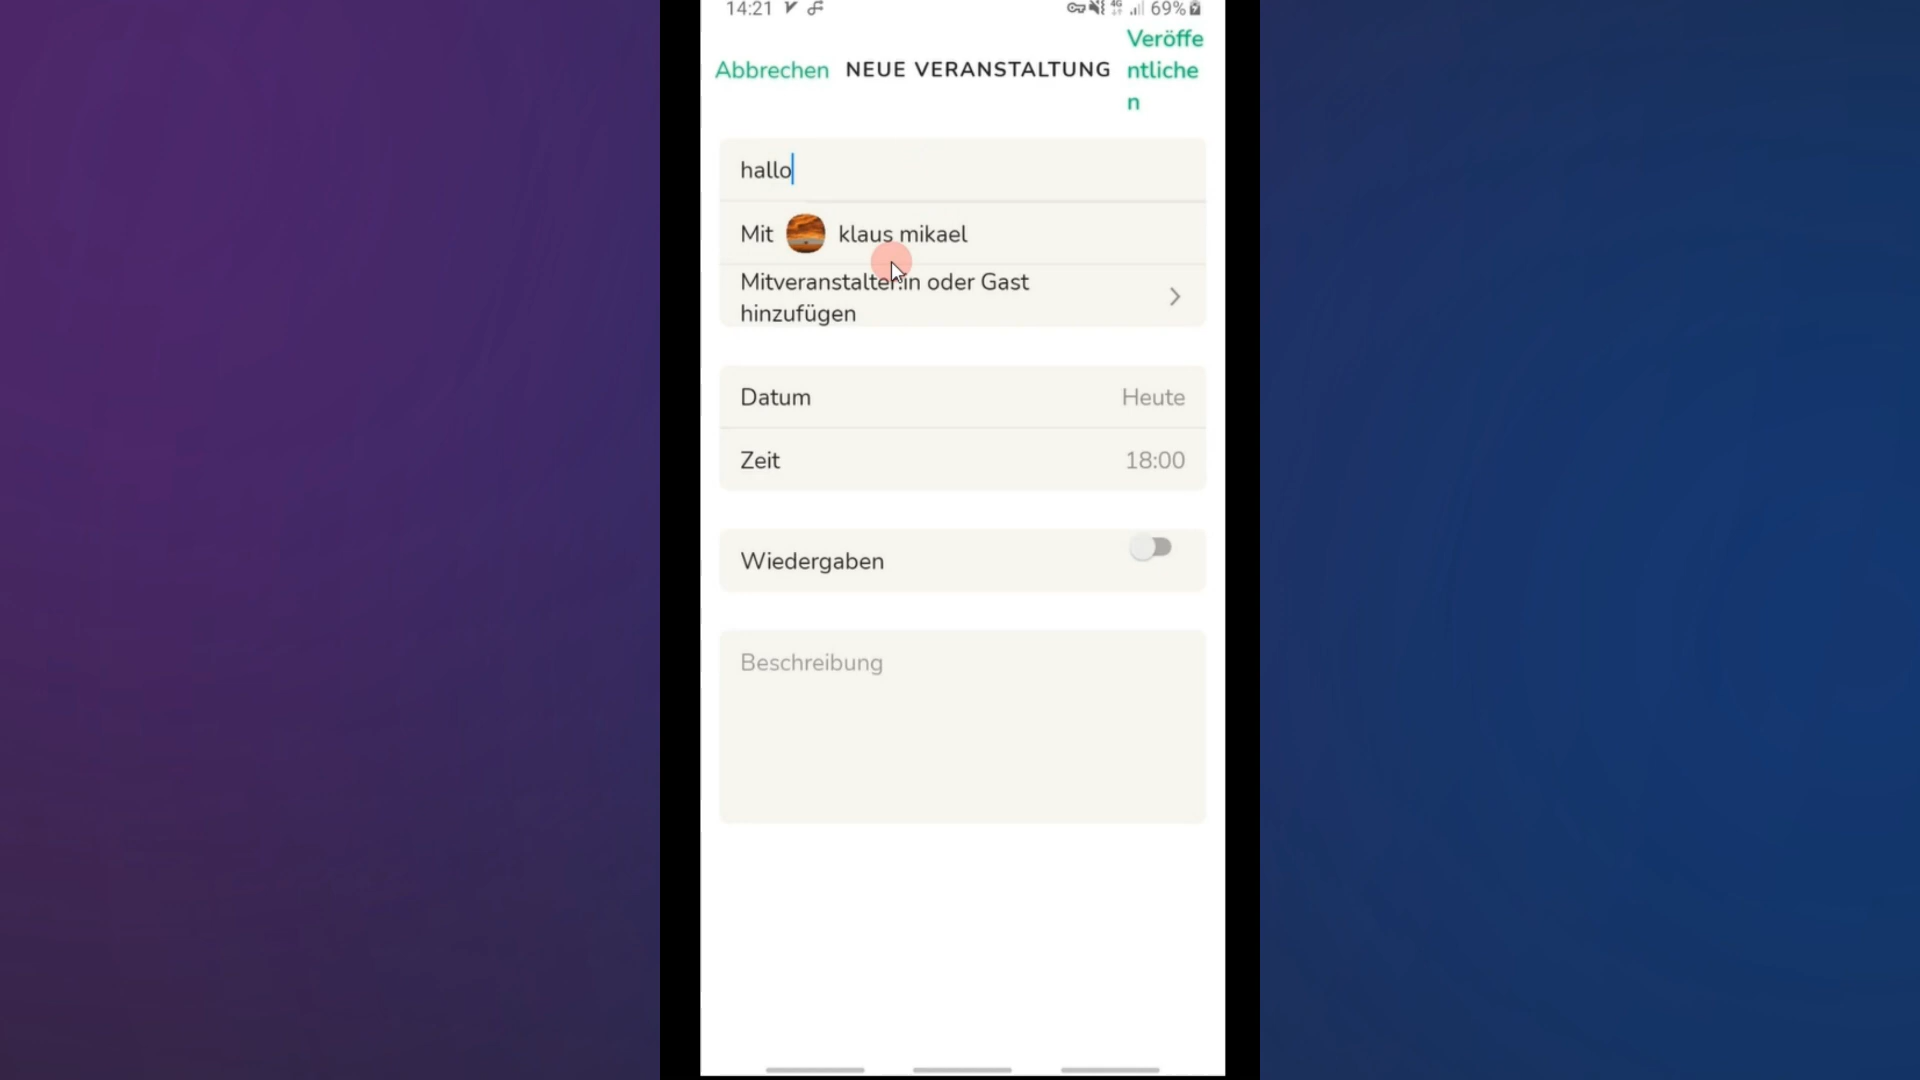 14:21 4G 69%
Abbrechen NEUE VERANSTALTUNG Veröffe
ntliche
n
hallo
Mit klaus mikael
Mitveranstalter:in oder Gast
hinzufügen
Datum Heute
Zeit 18:00
Wiedergaben
Beschreibung